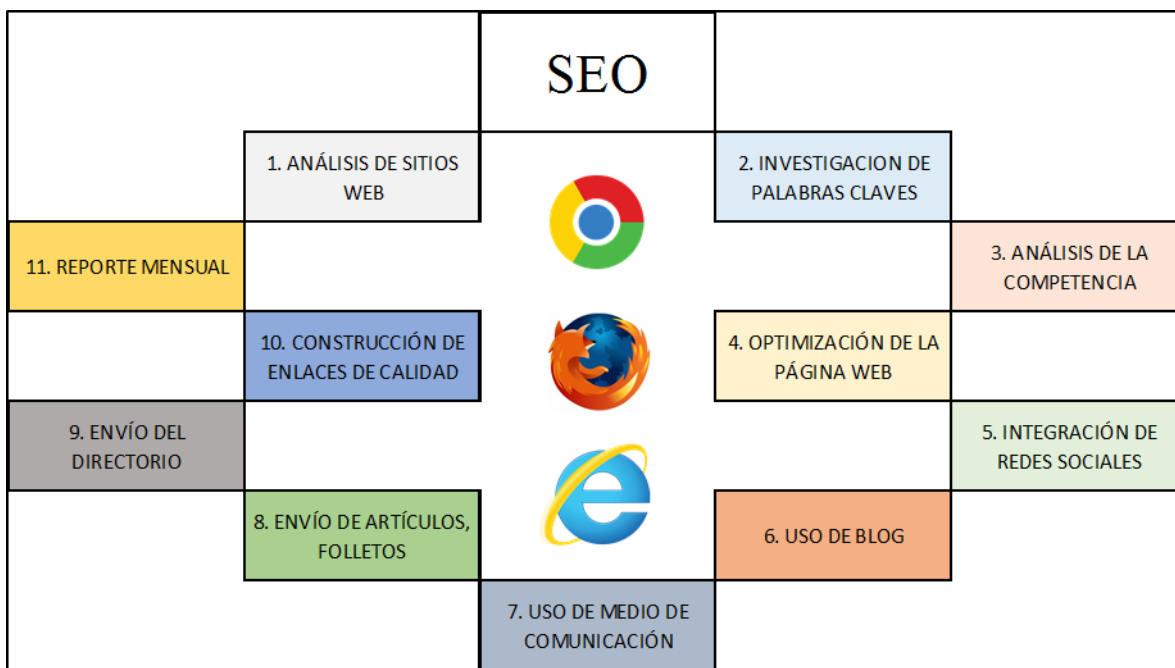 SEO
1. ANÁLISIS DE SITIOS
WEB
2. INVESTIGACION DE
PALABRAS CLAVES
3. ANÁLISIS DE LA
COMPETENCIA
4. OPTIMIZACIÓN DE LA
PÁGINA WEB
5. INTEGRACIÓN DE
REDES SOCIALES
6. USO DE BLOG
7. USO DE MEDIO DE
COMUNICACIÓN
8. ENVÍO DE ARTÍCULOS,
FOLLETOS
9. ENVÍO DEL
DIRECTORIO
10. CONSTRUCCIÓN DE
ENLACES DE CALIDAD
11. REPORTE MENSUAL